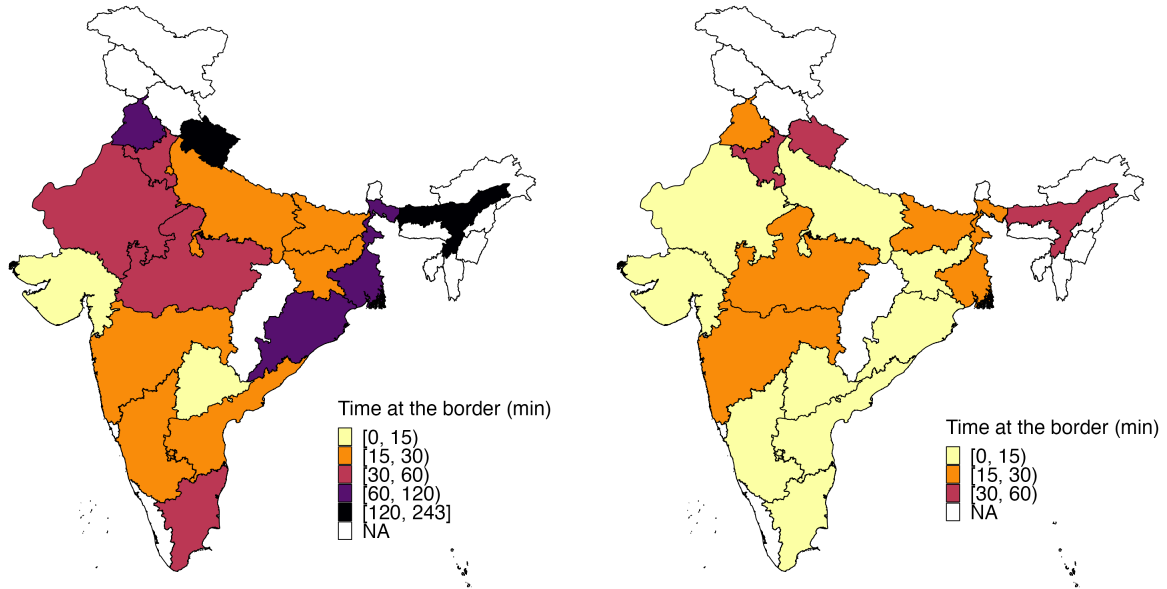 Time at the border (min)
[0, 15)
[15, 30)
[30, 60)
[60, 120)
[120, 243]
NA
Time at the border (min)
[0, 15)
[15, 30)
[30, 60)
NA